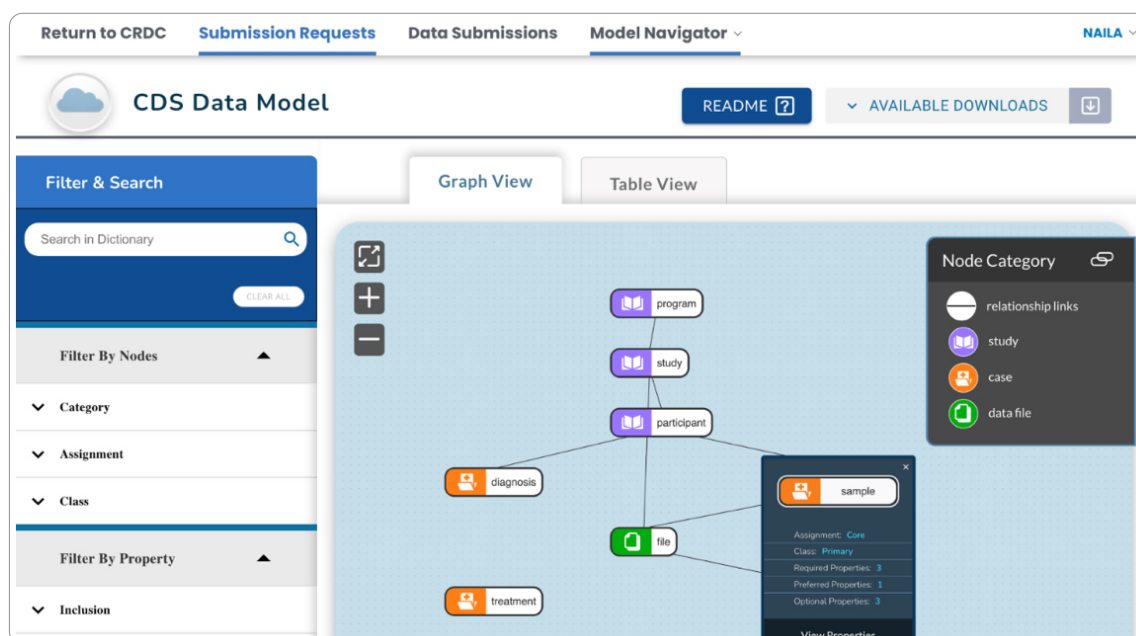 Return to CRDC Submission Requests Data Submissions Model Navigator NAILA
CDS Data Model
README ? AVAILABLE DOWNLOADS
Filter & Search
Search in Dictionary
CLEAR ALL
Filter By Nodes
Category
Assignment
Class
Filter By Property
Inclusion
Graph View Table View
program
study
participant
diagnosis
file
treatment
sample
Assignment: Core
Class: Primary
Required Properties: 3
Preferred Properties: 1
Optional Properties: 3
View Properties
Node Category
relationship links
study
case
data file